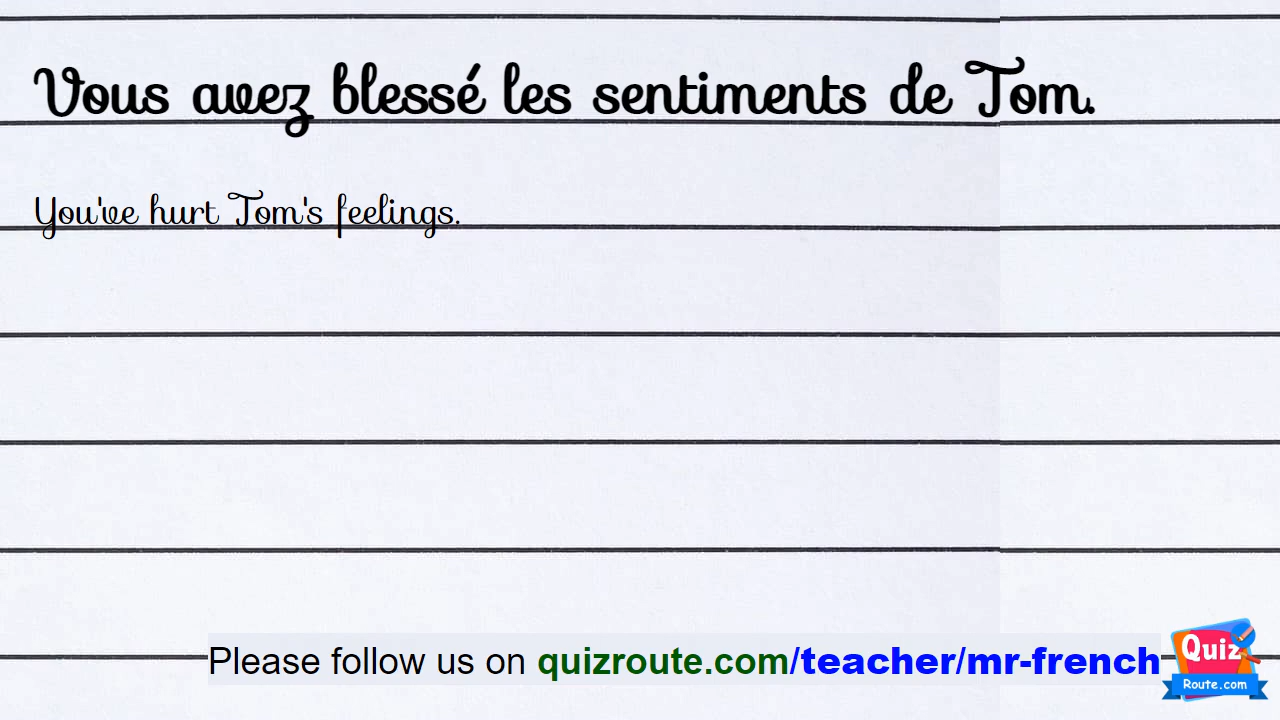 Vous avez blessé les sentiments de Tom.
You've hurt Tom's feelings.
Please follow us on quizroute.com/teacher/mr-french
Quiz
Route.com